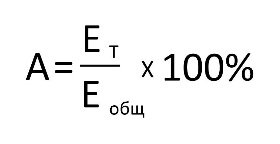 A = E т / E общ x 100%